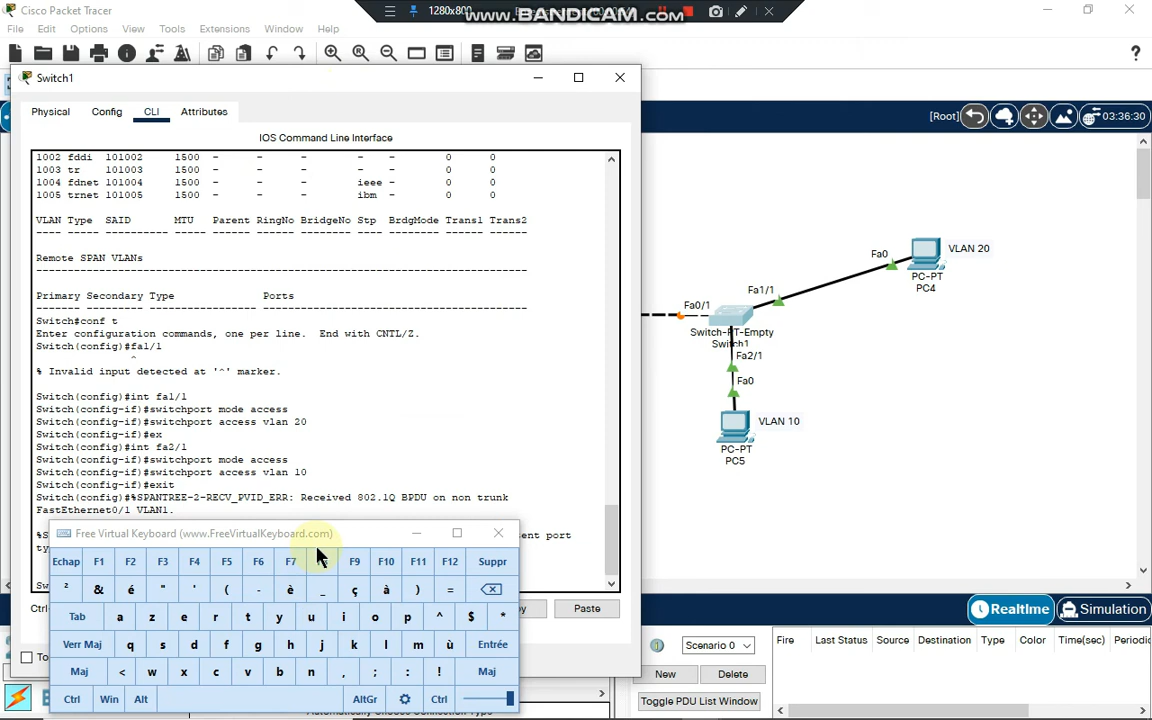 Cisco Packet Tracer
1280x800
www.BANDICAM.com
File Edit Options View Tools Extensions Window Help
Switch1
Physical Config CLI Attributes
IOS Command Line Interface
1002 fddi 101002 1500 - - - - - 0 0
1003 tr 101003 1500 - - - - - 0 0
1004 fdnet 101004 1500 - - - ieee - 0 0
1005 trnet 101005 1500 - - - ibm - 0 0
VLAN Type SAID MTU Parent RingNo BridgeNo Stp BrdgMode Trans1 Trans2
---- ----- ---------- ----- ------ ------ -------- ---- -------- ------ ------
Remote SPAN VLANs
------------------------------------------------------------------------------
Primary Secondary Type Ports
------- --------- ----------------- ------------------------------------------
Switch#conf t
Enter configuration commands, one per line. End with CNTL/Z.
Switch(config)#fa1/1
^
% Invalid input detected at '^' marker.
Switch(config)#int fa1/1
Switch(config-if)#switchport mode access
Switch(config-if)#switchport access vlan 20
Switch(config-if)#ex
Switch(config)#int fa2/1
Switch(config-if)#switchport mode access
Switch(config-if)#switchport access vlan 10
Switch(config-if)#exit
Switch(config)#%SPANTREE-2-RECV_PVID_ERR: Received 802.1Q BPDU on non trunk
FastEthernet0/1 VLAN1.
port
Free Virtual Keyboard (www.FreeVirtualKeyboard.com)
Echap F1 F2 F3 F4 F5 F6 F7 F8 F9 F10 F11 F12 Suppr
² & é " ' ( - è _ ç à ) =
Tab a z e r t y u i o p ^ $ *
Verr Maj q s d f g h j k l m ù Entrée
Maj < w x c v b n , ; : ! Maj
Ctrl Win Alt AltGr Ctrl
Paste
[Root] 03:36:30
Fa0 VLAN 20
PC-PT
PC4
Fa1/1
Fa0/1
Switch-PT-Empty
Switch1
Fa2/1
Fa0
VLAN 10
PC-PT
PC5
Realtime Simulation
Scenario 0
New Delete
Toggle PDU List Window
Fire Last Status Source Destination Type Color Time(sec) Periodic